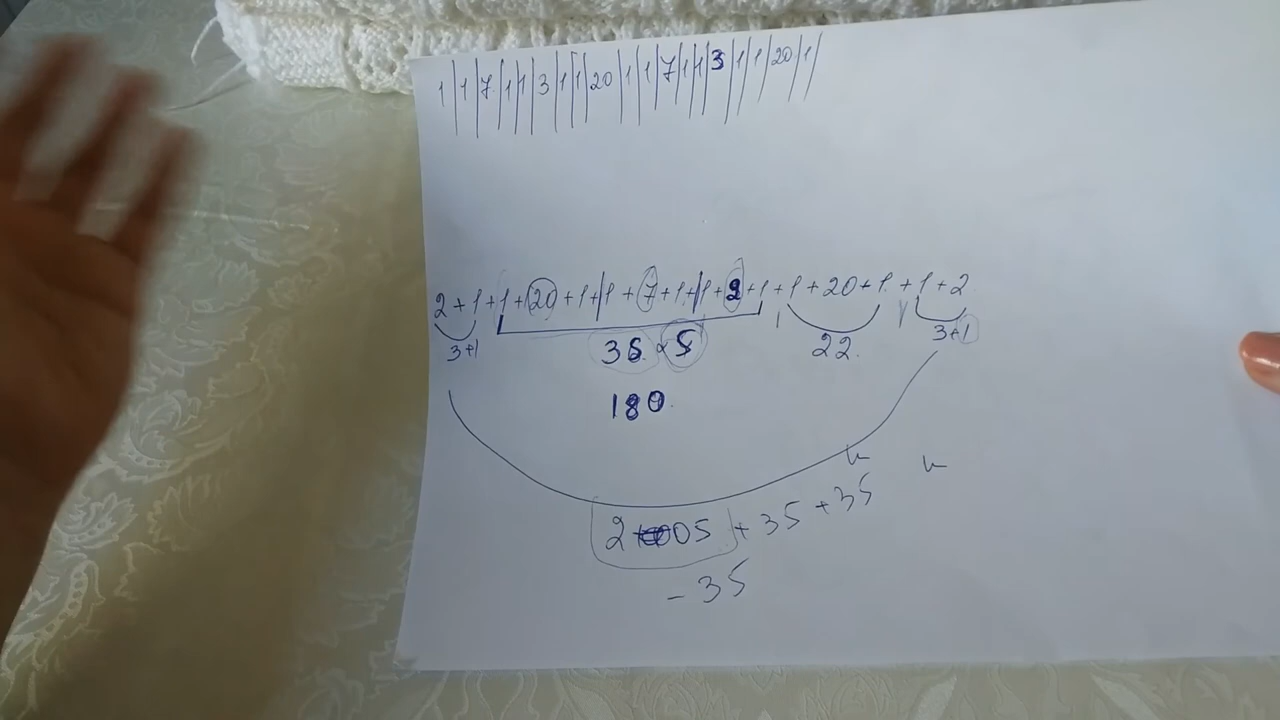 1 | 1 | 7 | 1 | 1 | 3 | 1 | 1 | 20 | 1 | 1 | 7 | 1 | 1 | 3 | 1 | 1 | 20 | 1 |
2 + 1 + 1 + 20 + 1 + 1 + 7 + 1 + 1 + 2 + 1 + 1 + 20 + 1 + 1 + 2
3+1 35 × 5 22. 3+1
180.
205 + 35 + 35
- 35